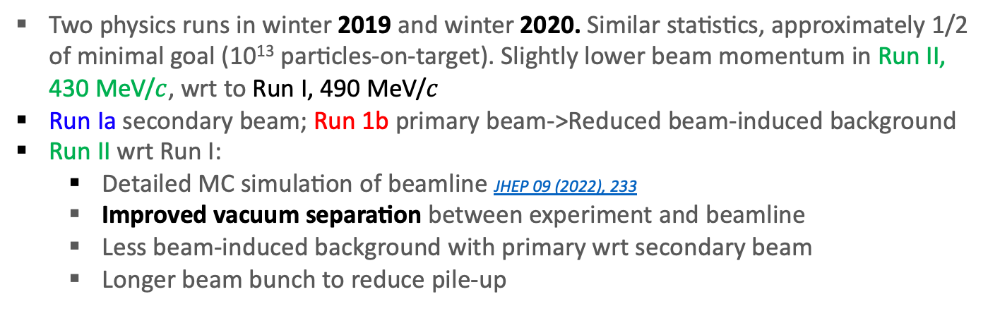 ▪ Two physics runs in winter 2019 and winter 2020. Similar statistics, approximately 1/2
of minimal goal (10¹³ particles-on-target). Slightly lower beam momentum in Run II,
430 MeV/c, wrt to Run I, 490 MeV/c
▪ Run Ia secondary beam; Run 1b primary beam->Reduced beam-induced background
▪ Run II wrt Run I:
▪ Detailed MC simulation of beamline JHEP 09 (2022), 233
▪ Improved vacuum separation between experiment and beamline
▪ Less beam-induced background with primary wrt secondary beam
▪ Longer beam bunch to reduce pile-up